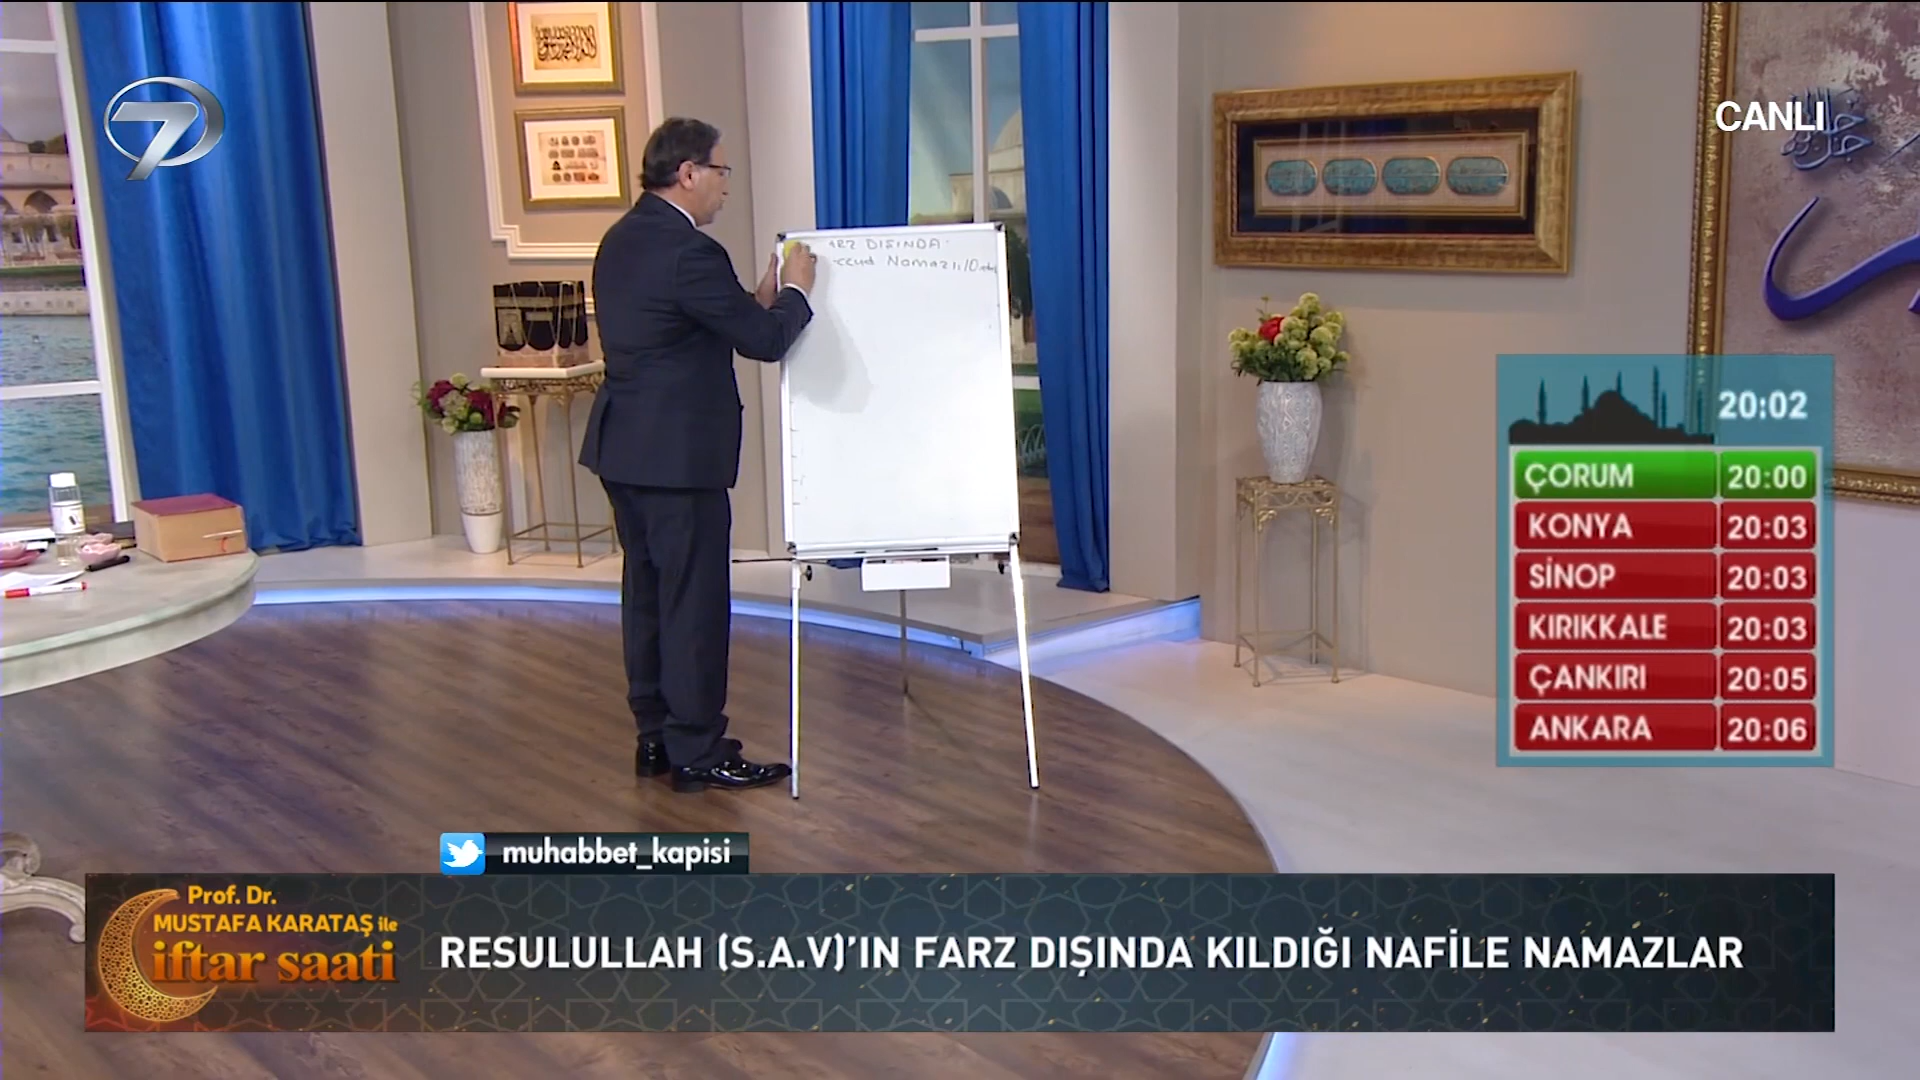 7
CANLI
DIŞINDA
Namazı
20:02
ÇORUM 20:00
KONYA 20:03
SİNOP 20:03
KIRIKKALE 20:03
ÇANKIRI 20:05
ANKARA 20:06
muhabbet_kapisi
Prof. Dr.
MUSTAFA KARATAŞ ile
iftar saati
RESULULLAH (S.A.V)'IN FARZ DIŞINDA KILDIĞI NAFİLE NAMAZLAR